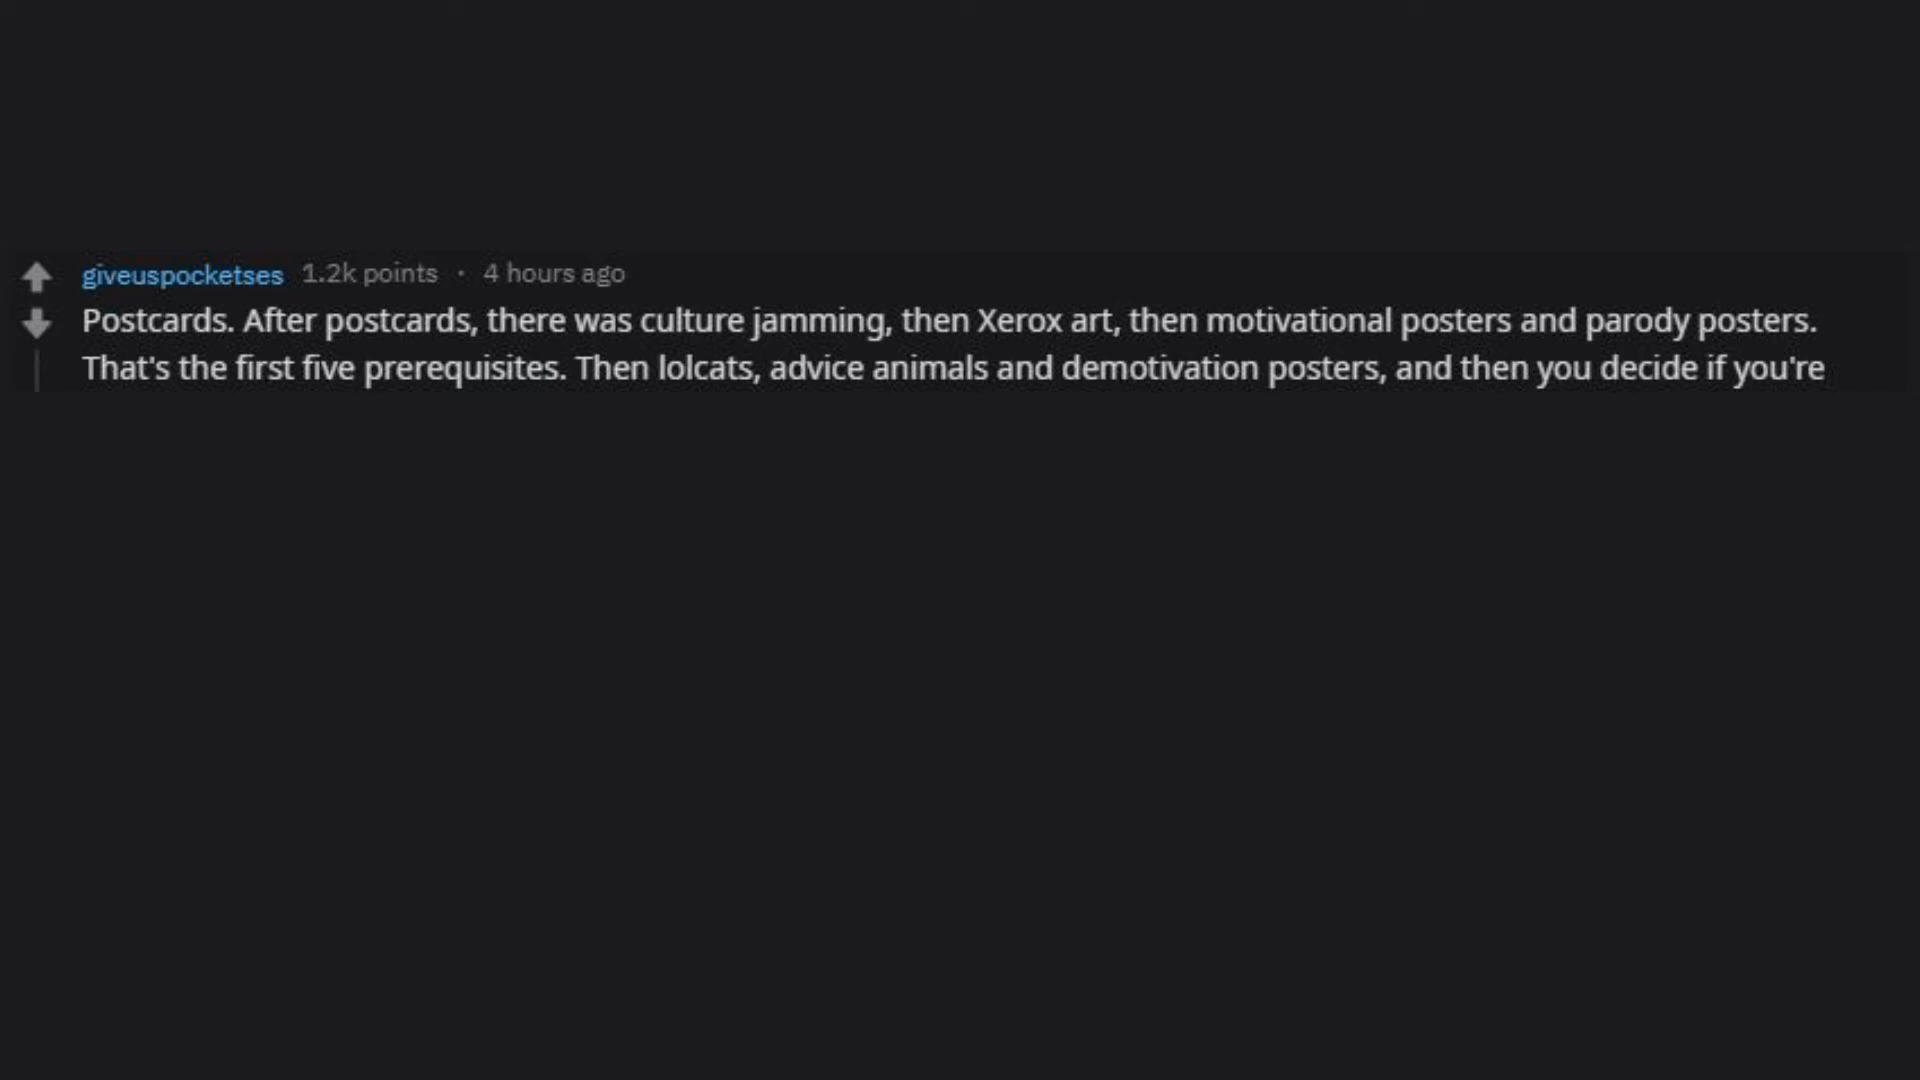 giveuspocketses 1.2k points · 4 hours ago
Postcards. After postcards, there was culture jamming, then Xerox art, then motivational posters and parody posters.
That's the first five prerequisites. Then lolcats, advice animals and demotivation posters, and then you decide if you're